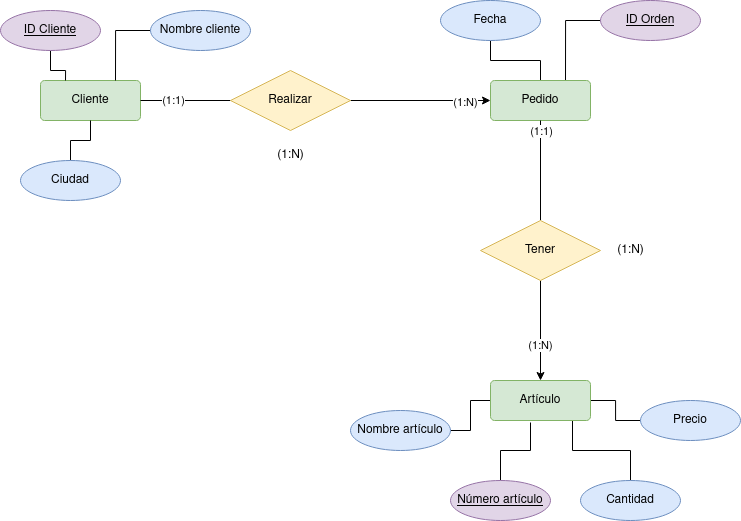 Fecha
ID Orden
ID Cliente
Nombre cliente
Cliente
(1:1)
Realizar
(1:N)
Pedido
(1:1)
(1:N)
Ciudad
Tener
(1:N)
(1:N)
Artículo
Precio
Nombre artículo
Número artículo
Cantidad